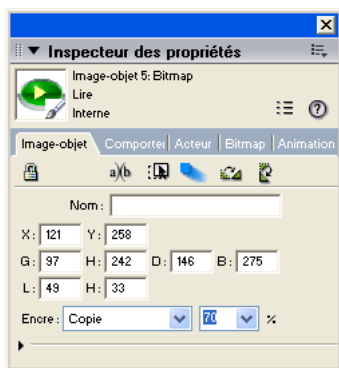 Inspecteur des propriétés
Image-objet 5: Bitmap
Lire
Interne
Image-objet Comportei Acteur Bitmap Animation
a)(b
Nom :
X : 121 Y : 258
G : 97 H : 242 D : 146 B : 275
L : 49 H : 33
Encre : Copie 70 %